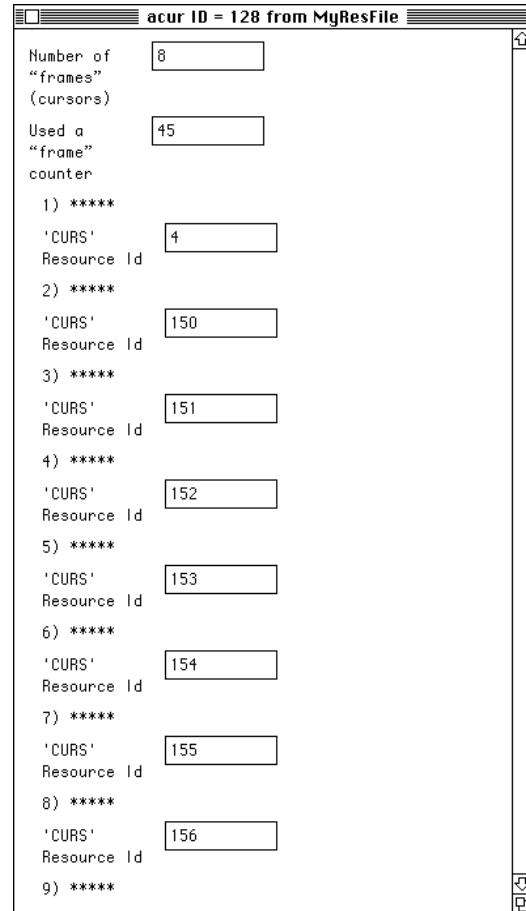 acur ID = 128 from MyResFile
Number of 8
“frames”
(cursors)
Used a 45
“frame”
counter
1) *****
'CURS' 4
Resource Id
2) *****
'CURS' 150
Resource Id
3) *****
'CURS' 151
Resource Id
4) *****
'CURS' 152
Resource Id
5) *****
'CURS' 153
Resource Id
6) *****
'CURS' 154
Resource Id
7) *****
'CURS' 155
Resource Id
8) *****
'CURS' 156
Resource Id
9) *****